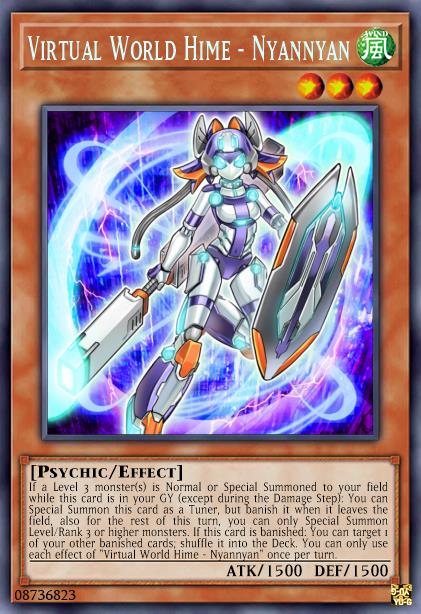 Virtual World Hime - Nyannyan
WIND
風
[Psychic/Effect]
If a Level 3 monster(s) is Normal or Special Summoned to your field
while this card is in your GY (except during the Damage Step): You can
Special Summon this card as a Tuner, but banish it when it leaves the
field, also for the rest of this turn, you can only Special Summon
Level/Rank 3 or higher monsters. If this card is banished: You can target 1
of your other banished cards; shuffle it into the Deck. You can only use
each effect of "Virtual World Hime - Nyannyan" once per turn.
ATK/1500 DEF/1500
08736823